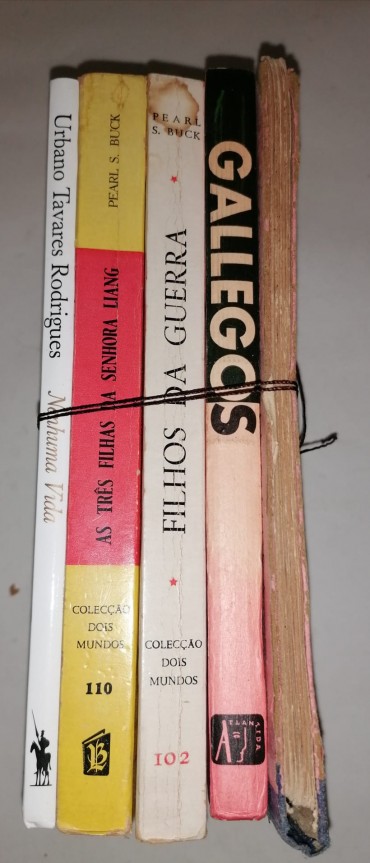 Urbano Tavares Rodrigues Nenhuma Vida
PEARL S. BUCK
AS TRÊS FILHAS DA SENHORA LIANG
COLECÇÃO
DOIS
MUNDOS
110
PEARL
S. BUCK
FILHOS DA GUERRA
COLECÇÃO
DOIS
MUNDOS
102
GALLEGOS
ATLANTIDA